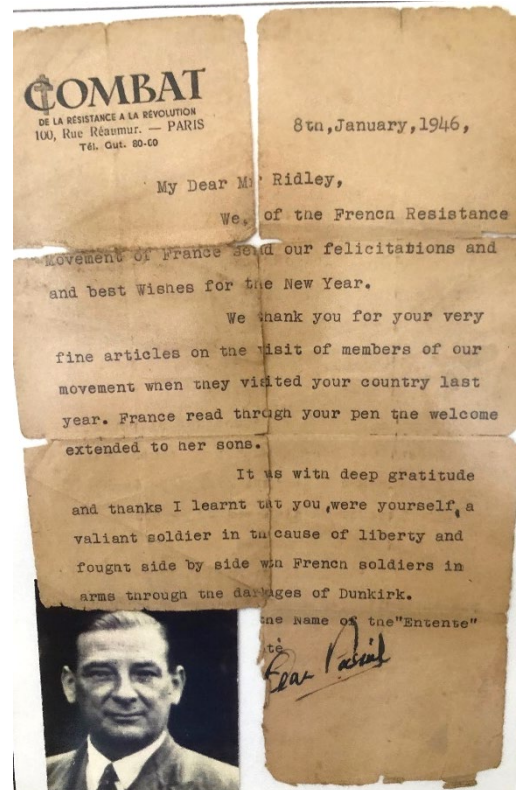 COMBAT
DE LA RÉSISTANCE A LA RÉVOLUTION
100, Rue Réaumur. — PARIS
Tél. Gut. 80-60
8th,January,1946,
My Dear Mr Ridley,
We, of the French Resistance
Movement of France send our felicitations and
and best Wishes for the New Year.
We thank you for your very
fine articles on the visit of members of our
movement when they visited your country last
year. France read through your pen the welcome
extended to her sons.
It is with deep gratitude
and thanks I learnt that you,were yourself,a
valiant soldier in the cause of liberty and
fought side by side with French soldiers in
arms through the dark ages of Dunkirk.
the Name of the"Entente"